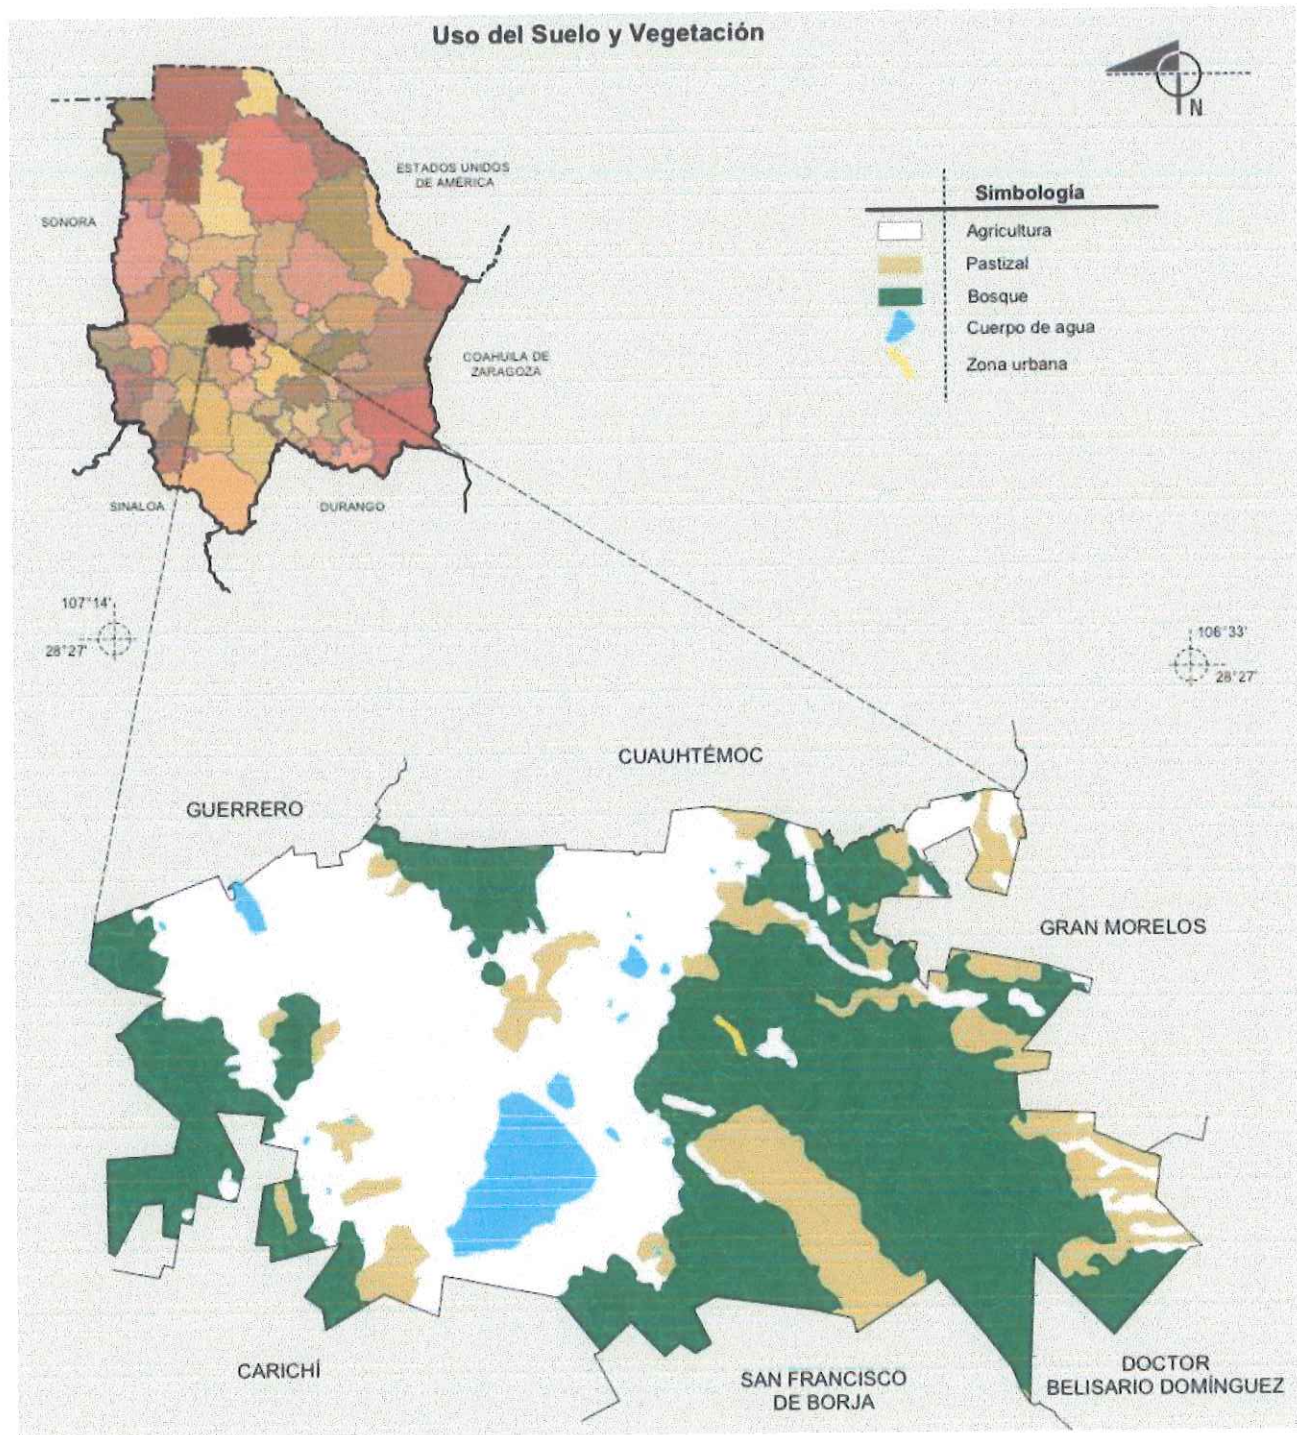 Uso del Suelo y Vegetación
N
ESTADOS UNIDOS
DE AMÉRICA
SONORA
Simbología
Agricultura
Pastizal
Bosque
Cuerpo de agua
Zona urbana
COAHUILA DE
ZARAGOZA
SINALOA
DURANGO
107°14'
28°27'
106°33'
28°27'
CUAUHTÉMOC
GUERRERO
GRAN MORELOS
CARICHÍ
SAN FRANCISCO
DE BORJA
DOCTOR
BELISARIO DOMÍNGUEZ